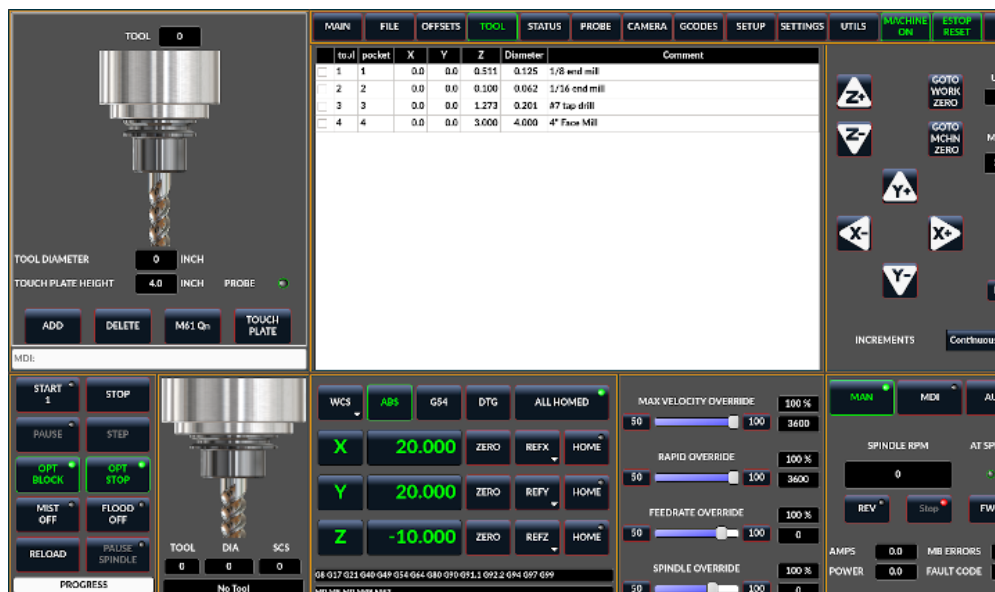 TOOL 0
MAIN FILE OFFSETS TOOL STATUS PROBE CAMERA GCODES SETUP SETTINGS UTILS MACHINE ON ESTOP RESET
tool pocket X Y Z Diameter Comment
1 1 0.0 0.0 0.511 0.125 1/8 end mill
2 2 0.0 0.0 0.100 0.062 1/16 end mill
3 3 0.0 0.0 1.273 0.201 #7 tap drill
4 4 0.0 0.0 3.000 4.000 4" Face Mill
TOOL DIAMETER 0 INCH
TOUCH PLATE HEIGHT 4.0 INCH PROBE
ADD DELETE M61 Qn TOUCH PLATE
MDI:
Z+ GOTO WORK ZERO
Z- GOTO MCHN ZERO
Y+
X- X+
Y-
INCREMENTS Continuous
START 1 STOP
PAUSE STEP
OPT BLOCK OPT STOP
MIST OFF FLOOD OFF
RELOAD PAUSE SPINDLE
PROGRESS
TOOL DIA SCS
0 0 0
No Tool
WCS ABS G54 DTG ALL HOMED
X 20.000 ZERO REFX HOME
Y 20.000 ZERO REFY HOME
Z -10.000 ZERO REFZ HOME
G8 G17 G21 G40 G49 G54 G64 G80 G90 G91.1 G92.2 G94 G97 G99
MAX VELOCITY OVERRIDE 100 %
50 100 3600
RAPID OVERRIDE 100 %
50 100 3600
FEEDRATE OVERRIDE 100 %
50 100 0
SPINDLE OVERRIDE 100 %
50 100 0
MAN MDI
SPINDLE RPM
0
REV Stop
AMPS 0.0 MB ERRORS
POWER 0.0 FAULT CODE